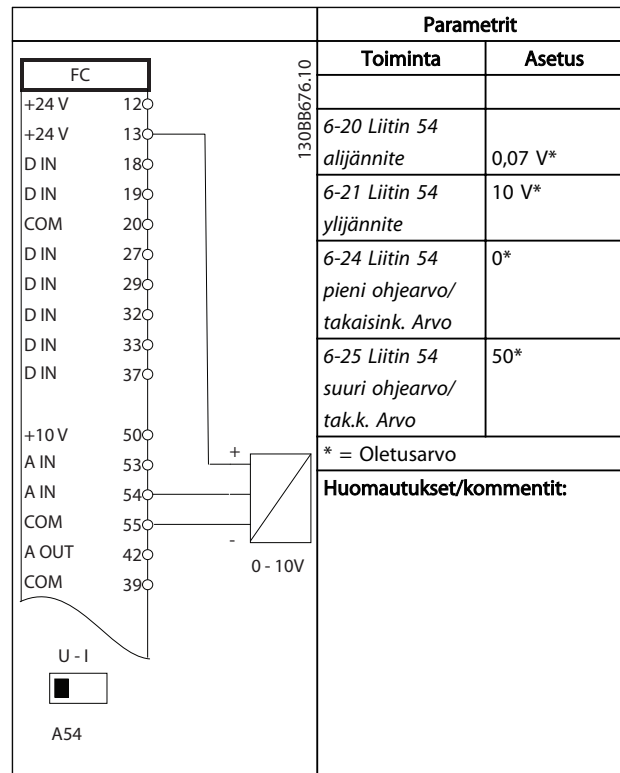 Parametrit
Toiminta Asetus
6-20 Liitin 54
alijännite 0,07 V*
6-21 Liitin 54 10 V*
ylijännite
6-24 Liitin 54 0*
pieni ohjearvo/
takaisink. Arvo
6-25 Liitin 54 50*
suuri ohjearvo/
tak.k. Arvo
* = Oletusarvo
Huomautukset/kommentit:
130BB676.10
FC
+24 V 12
+24 V 13
D IN 18
D IN 19
COM 20
D IN 27
D IN 29
D IN 32
D IN 33
D IN 37
+10 V 50
A IN 53
A IN 54
COM 55
A OUT 42
COM 39
+
-
0 - 10V
U - I
A54